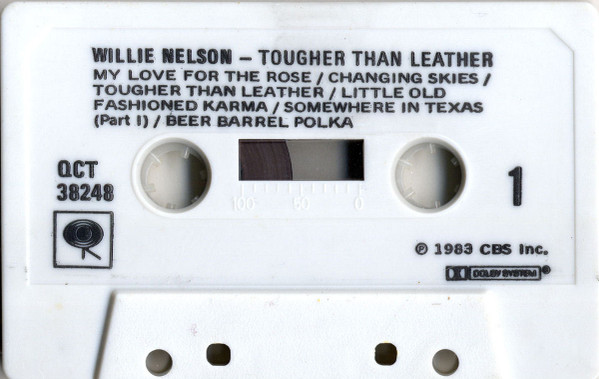 WILLIE NELSON – TOUGHER THAN LEATHER
MY LOVE FOR THE ROSE / CHANGING SKIES /
TOUGHER THAN LEATHER / LITTLE OLD
FASHIONED KARMA / SOMEWHERE IN TEXAS
(Part I) / BEER BARREL POLKA
QCT
38248
1
100 50 0
℗ 1983 CBS Inc.
DOLBY SYSTEM®